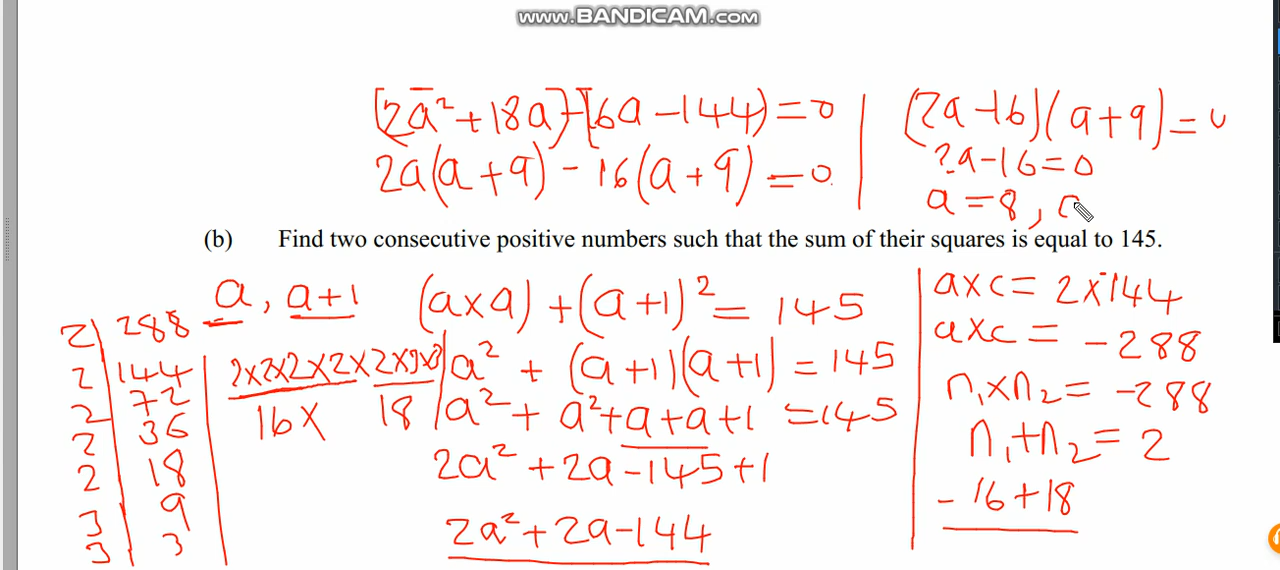 www.BANDICAM.com
(2a² + 18a) - (16a - 144) = 0
2a(a + 9) - 16(a + 9) = 0
(2a - 16)(a + 9) = 0
2a - 16 = 0
a = 8,
(b) Find two consecutive positive numbers such that the sum of their squares is equal to 145.
a, a+1
(a×a) + (a+1)² = 145
a² + (a+1)(a+1) = 145
a² + a² + a + a + 1 = 145
2a² + 2a - 145 + 1
2a² + 2a - 144
2 | 288
2 | 144
2 | 72
2 | 36
2 | 18
3 | 9
3 | 3
2×2×2×2×2×3×3
16× 18
a×c = 2×-144
a×c = -288
n₁×n₂ = -288
n₁+n₂ = 2
-16+18